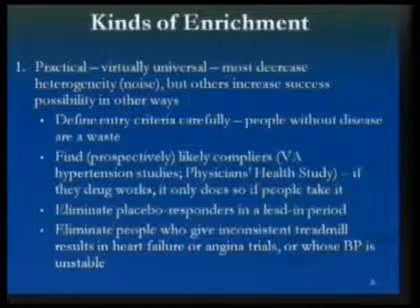 Kinds of Enrichment
1. Practical – virtually universal – most decrease
heterogeneity (noise), but others increase success
possibility in other ways
• Define entry criteria carefully – people without disease
are a waste
• Find (prospectively) likely compliers (VA
hypertension studies; Physicians' Health Study) – if
they drug works, it only does so if people take it
• Eliminate placebo-responders in a lead-in period
• Eliminate people who give inconsistent treadmill
results in heart failure or angina trials, or whose BP is
unstable